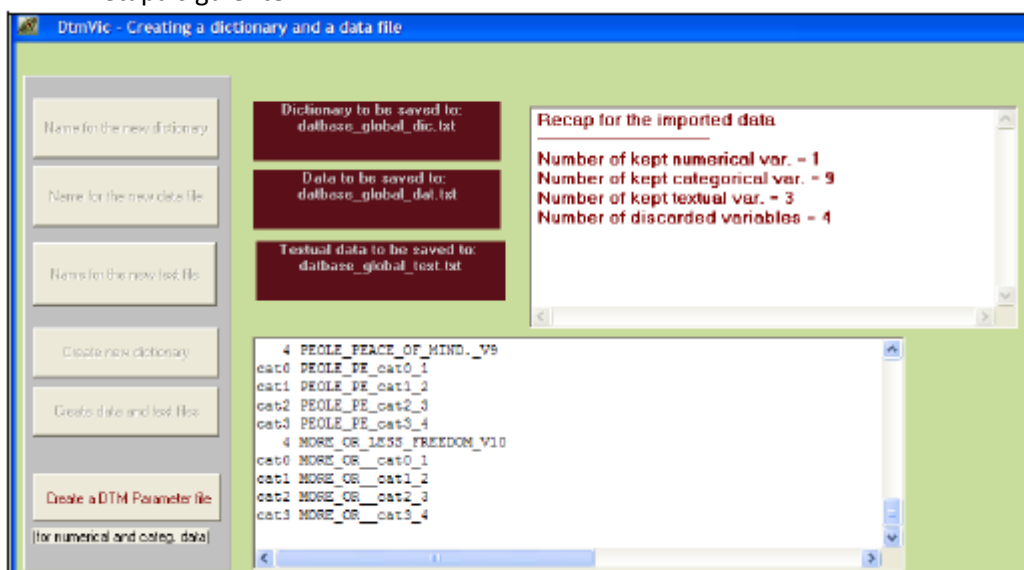 DtmVic - Creating a dictionary and a data file
Name for the new dictionary
Name for the new data file
Name for the new text file
Create new dictionary
Create data and text files
Create a DTM Parameter file
(for numerical and categ. data)
Dictionary to be saved to:
datbase_global_dic.txt
Data to be saved to:
datbase_global_dat.txt
Textual data to be saved to:
datbase_global_text.txt
Recap for the imported data
Number of kept numerical var. = 1
Number of kept categorical var. = 9
Number of kept textual var. = 3
Number of discarded variables = 4
4 PEOLE_PEACE_OF_MIND._V9
cat0 PEOLE_PE_cat0_1
cat1 PEOLE_PE_cat1_2
cat2 PEOLE_PE_cat2_3
cat3 PEOLE_PE_cat3_4
4 MORE_OR_LESS_FREEDOM_V10
cat0 MORE_OR__cat0_1
cat1 MORE_OR__cat1_2
cat2 MORE_OR__cat2_3
cat3 MORE_OR__cat3_4